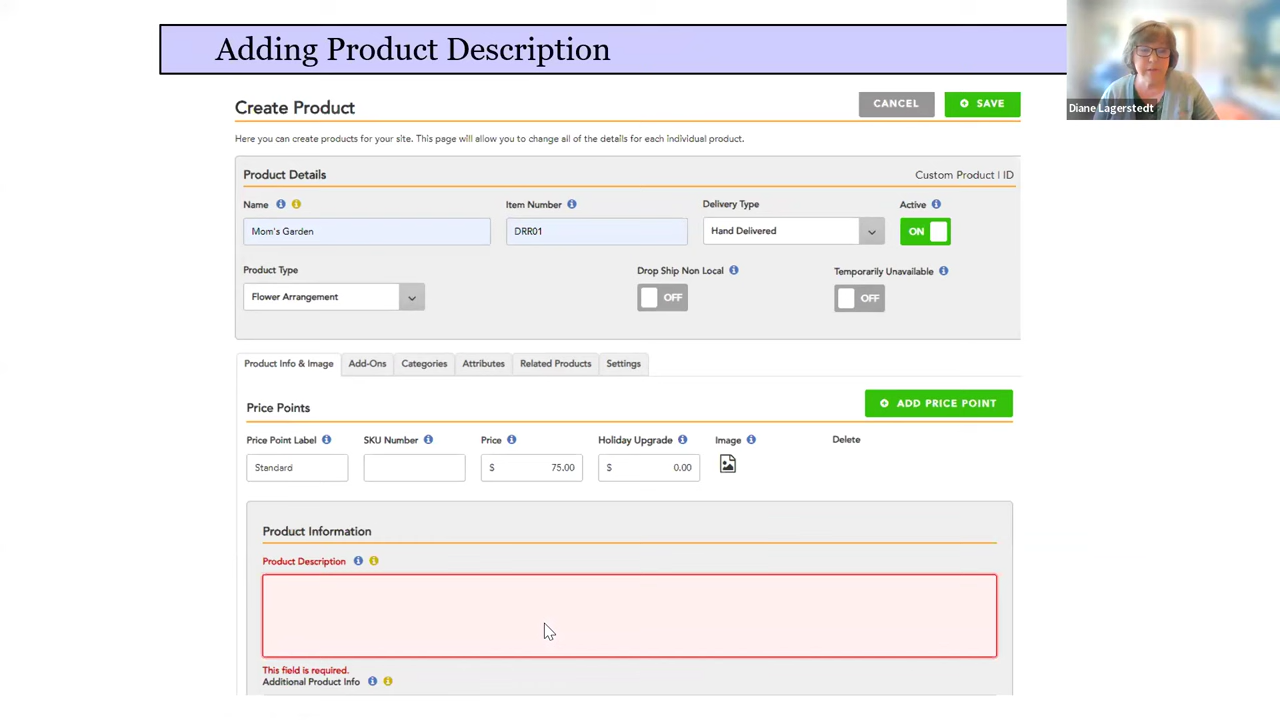 Adding Product Description
Diane Lagerstedt
Create Product
CANCEL
SAVE
Here you can create products for your site. This page will allow you to change all of the details for each individual product.
Product Details
Custom Product | ID
Name
Item Number
Delivery Type
Active
Mom's Garden
DRR01
Hand Delivered
ON
Product Type
Drop Ship Non Local
Temporarily Unavailable
Flower Arrangement
OFF
OFF
Product Info & Image
Add-Ons
Categories
Attributes
Related Products
Settings
Price Points
ADD PRICE POINT
Price Point Label
SKU Number
Price
Holiday Upgrade
Image
Delete
Standard
$ 75.00
$ 0.00
Product Information
Product Description
This field is required.
Additional Product Info